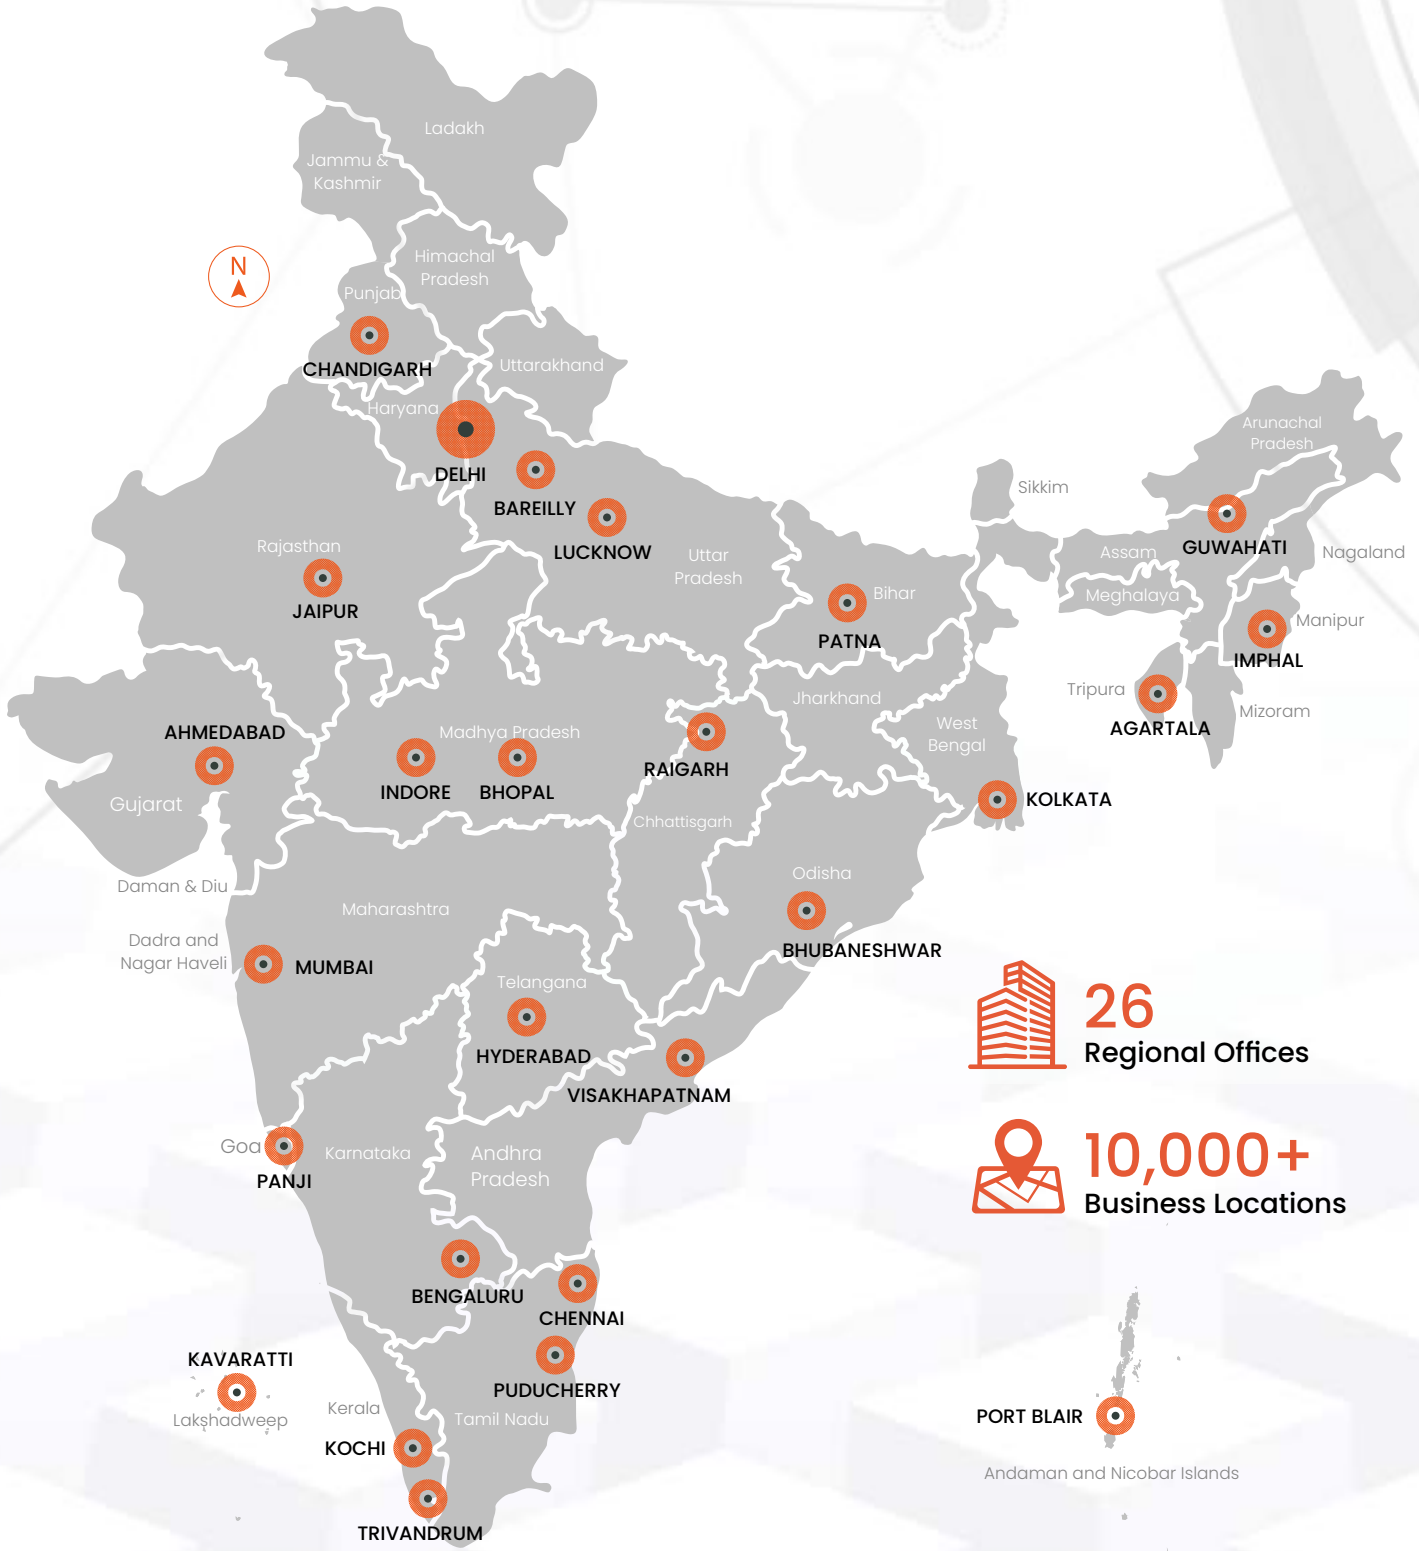 Ladakh
Jammu &
Kashmir
Himachal
Pradesh
N
Punjab
CHANDIGARH
Uttarakhand
Haryana
DELHI
BAREILLY
LUCKNOW
Uttar
Pradesh
Rajasthan
JAIPUR
Bihar
PATNA
Sikkim
Arunachal
Pradesh
Assam
GUWAHATI
Nagaland
Meghalaya
Manipur
IMPHAL
Tripura
Mizoram
AGARTALA
AHMEDABAD
Gujarat
Madhya Pradesh
INDORE
BHOPAL
RAIGARH
Jharkhand
West
Bengal
KOLKATA
Chhattisgarh
Odisha
BHUBANESHWAR
Daman & Diu
Dadra and
Nagar Haveli
Maharashtra
MUMBAI
Telangana
HYDERABAD
VISAKHAPATNAM
26
Regional Offices
10,000+
Business Locations
Goa
PANJI
Karnataka
Andhra
Pradesh
BENGALURU
CHENNAI
PUDUCHERRY
KAVARATTI
Lakshadweep
Kerala
Tamil Nadu
KOCHI
TRIVANDRUM
PORT BLAIR
Andaman and Nicobar Islands